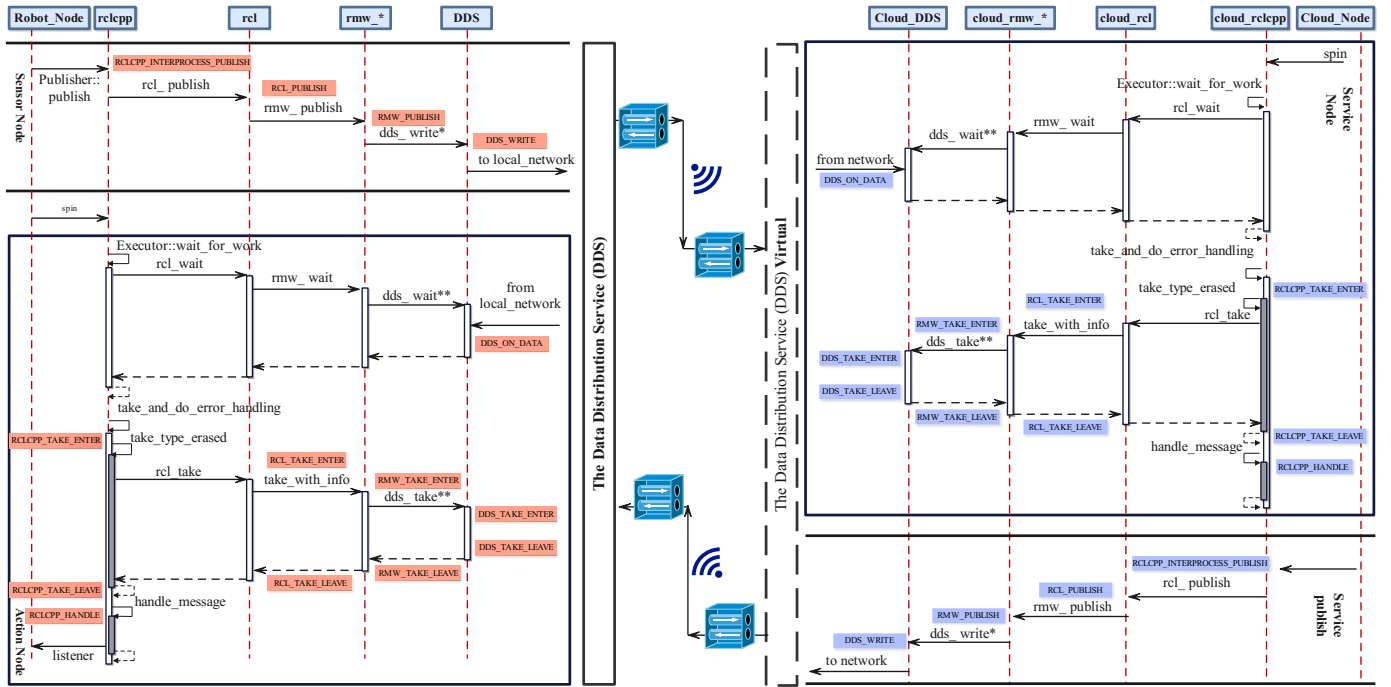 Robot_Node
rclcpp
rcl
rmw_*
DDS
Sensor Node
Publisher::
publish
RCLCPP_INTERPROCESS_PUBLISH
rcl_ publish
RCL_PUBLISH
rmw_ publish
RMW_PUBLISH
dds_ write*
DDS_WRITE
to local_network
spin
Executor::wait_for_work
rcl_wait
rmw_ wait
dds_ wait**
from
local_network
DDS_ON_DATA
take_and_do_error_handling
RCLCPP_TAKE_ENTER
take_type_erased
rcl_take
RCL_TAKE_ENTER
take_with_info
RMW_TAKE_ENTER
dds_ take**
DDS_TAKE_ENTER
DDS_TAKE_LEAVE
RMW_TAKE_LEAVE
RCL_TAKE_LEAVE
RCLCPP_TAKE_LEAVE
handle_message
RCLCPP_HANDLE
Action Node
listener
The Data Distribution Service (DDS)
The Data Distribution Service (DDS) Virtual
Cloud_DDS
cloud_rmw_*
cloud_rcl
cloud_rclcpp
Cloud_Node
spin
Service
Node
Executor::wait_for_work
rcl_wait
rmw_ wait
dds_ wait**
from network
DDS_ON_DATA
take_and_do_error_handling
take_type_erased
RCLCPP_TAKE_ENTER
rcl_take
RCL_TAKE_ENTER
take_with_info
RMW_TAKE_ENTER
dds_ take**
DDS_TAKE_ENTER
DDS_TAKE_LEAVE
RMW_TAKE_LEAVE
RCL_TAKE_LEAVE
RCLCPP_TAKE_LEAVE
handle_message
RCLCPP_HANDLE
RCLCPP_INTERPROCESS_PUBLISH
rcl_ publish
RCL_PUBLISH
rmw_ publish
RMW_PUBLISH
dds_ write*
DDS_WRITE
to network
Service
publish